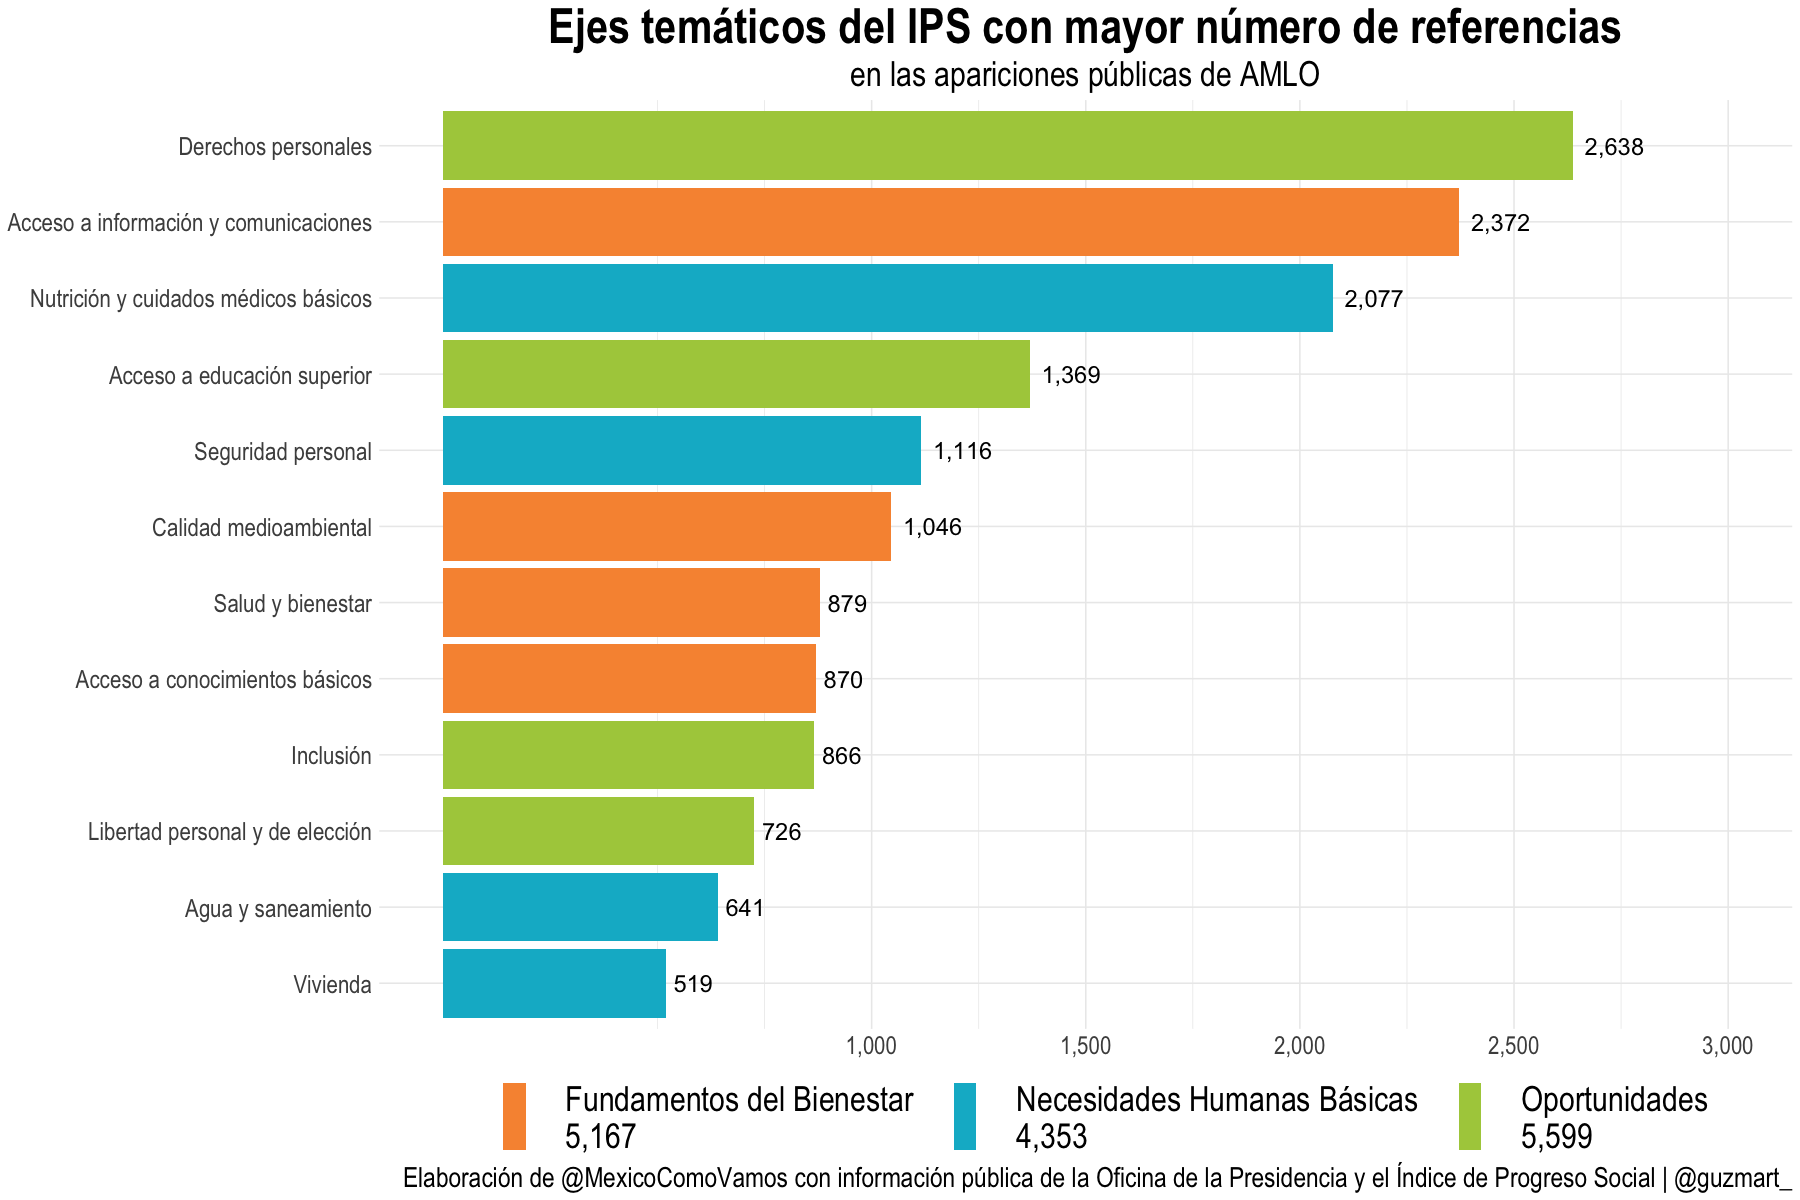 Ejes temáticos del IPS con mayor número de referencias
en las apariciones públicas de AMLO
Derechos personales 2,638
Acceso a información y comunicaciones 2,372
Nutrición y cuidados médicos básicos 2,077
Acceso a educación superior 1,369
Seguridad personal 1,116
Calidad medioambiental 1,046
Salud y bienestar 879
Acceso a conocimientos básicos 870
Inclusión 866
Libertad personal y de elección 726
Agua y saneamiento 641
Vivienda 519
1,000 1,500 2,000 2,500 3,000
Fundamentos del Bienestar Necesidades Humanas Básicas Oportunidades
5,167 4,353 5,599
Elaboración de @MexicoComoVamos con información pública de la Oficina de la Presidencia y el Índice de Progreso Social | @guzmart_